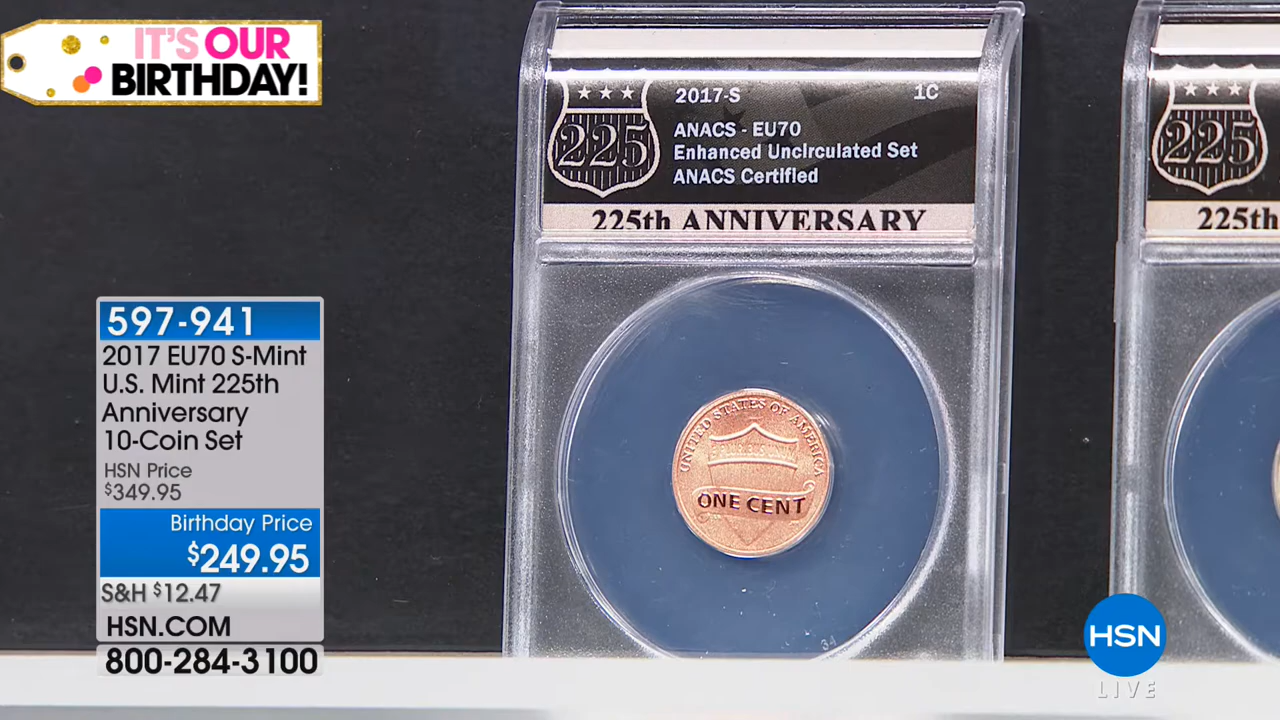 IT'S OUR
BIRTHDAY!
597-941
2017 EU70 S-Mint
U.S. Mint 225th
Anniversary
10-Coin Set
HSN Price
$349.95
Birthday Price
$249.95
S&H $12.47
HSN.COM
800-284-3100
225
2017-S 1C
ANACS - EU70
Enhanced Uncirculated Set
ANACS Certified
225th ANNIVERSARY
UNITED STATES OF AMERICA
ONE CENT
34
225
225th
HSN
LIVE